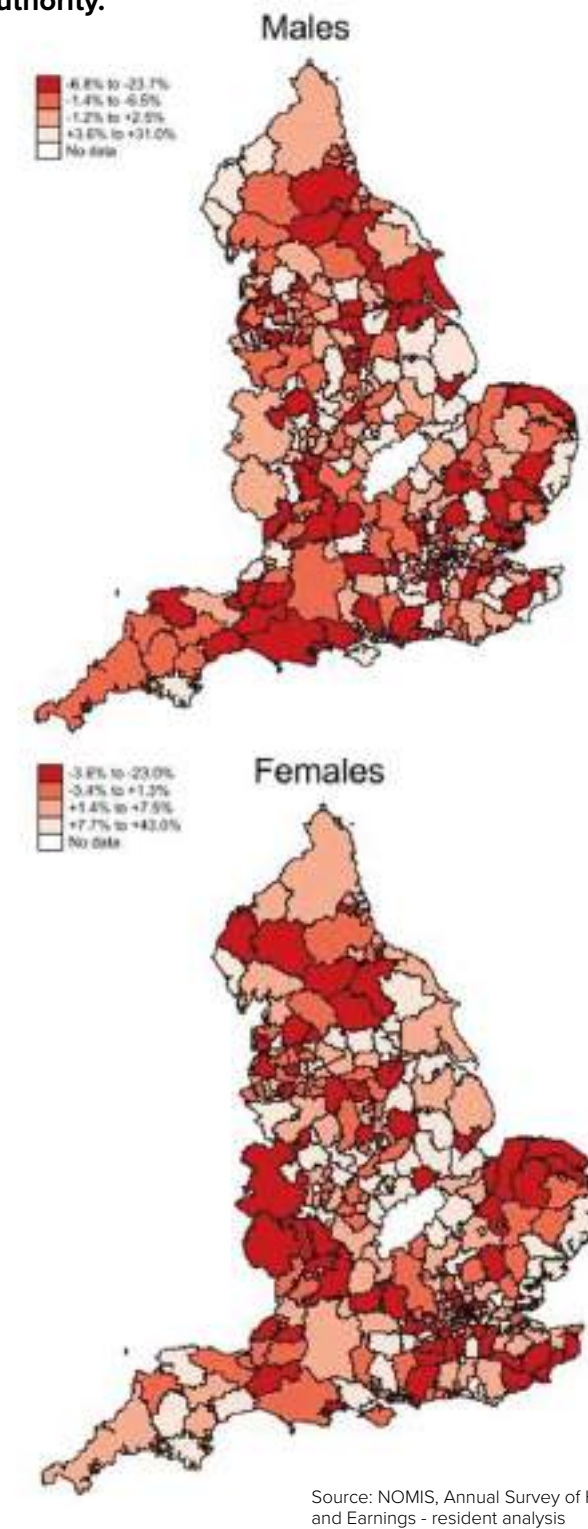 uthority.
Males
-6.8% to -23.7%
-1.4% to -6.5%
-1.2% to +2.5%
+3.6% to +31.0%
No data
Females
-3.6% to -23.0%
-3.4% to +1.3%
+1.4% to +7.5%
+7.7% to +43.0%
No data
Source: NOMIS, Annual Survey of
and Earnings - resident analysis